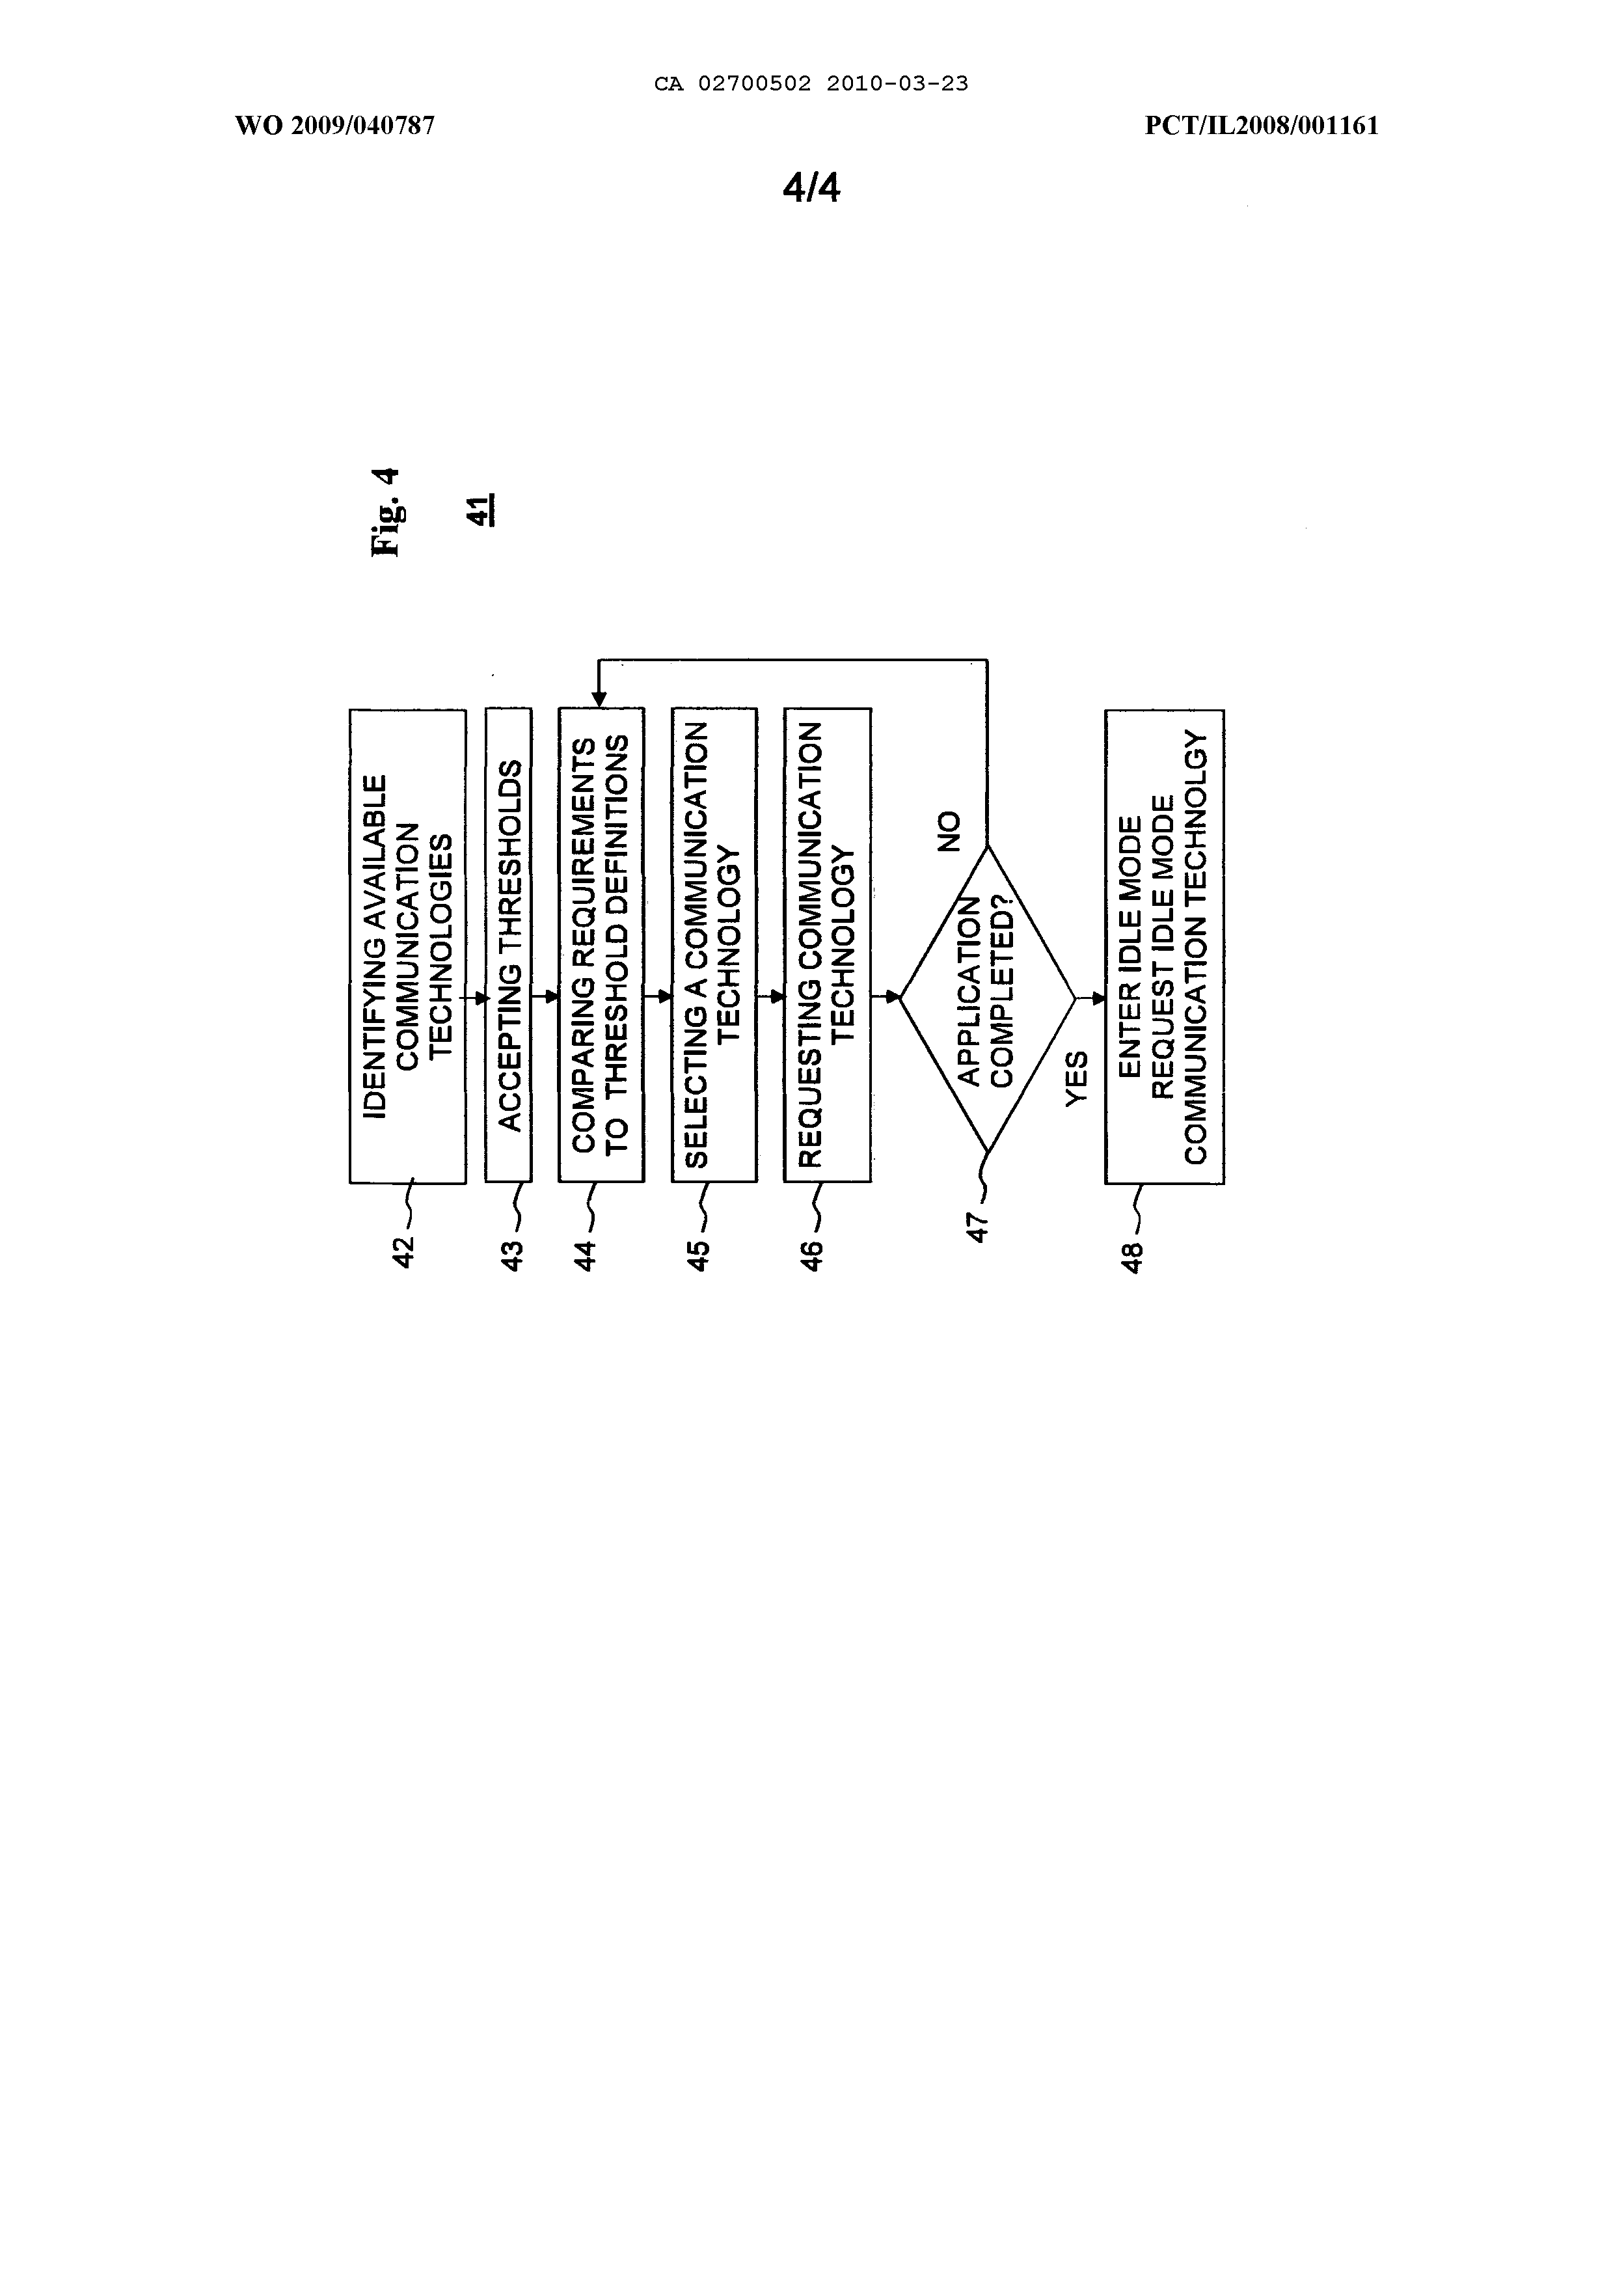 CA 02700502 2010-03-23
WO 2009/040787
PCT/IL2008/001161
4/4
Fig. 4
41
IDENTIFYING AVAILABLE
COMMUNICATION
TECHNOLOGIES
42
ACCEPTING THRESHOLDS
43
COMPARING REQUIREMENTS
TO THRESHOLD DEFINITIONS
44
SELECTING A COMMUNICATION
TECHNOLOGY
45
REQUESTING COMMUNICATION
TECHNOLOGY
46
APPLICATION
COMPLETED?
47
NO
YES
ENTER IDLE MODE
REQUEST IDLE MODE
COMMUNICATION TECHNOLGY
48